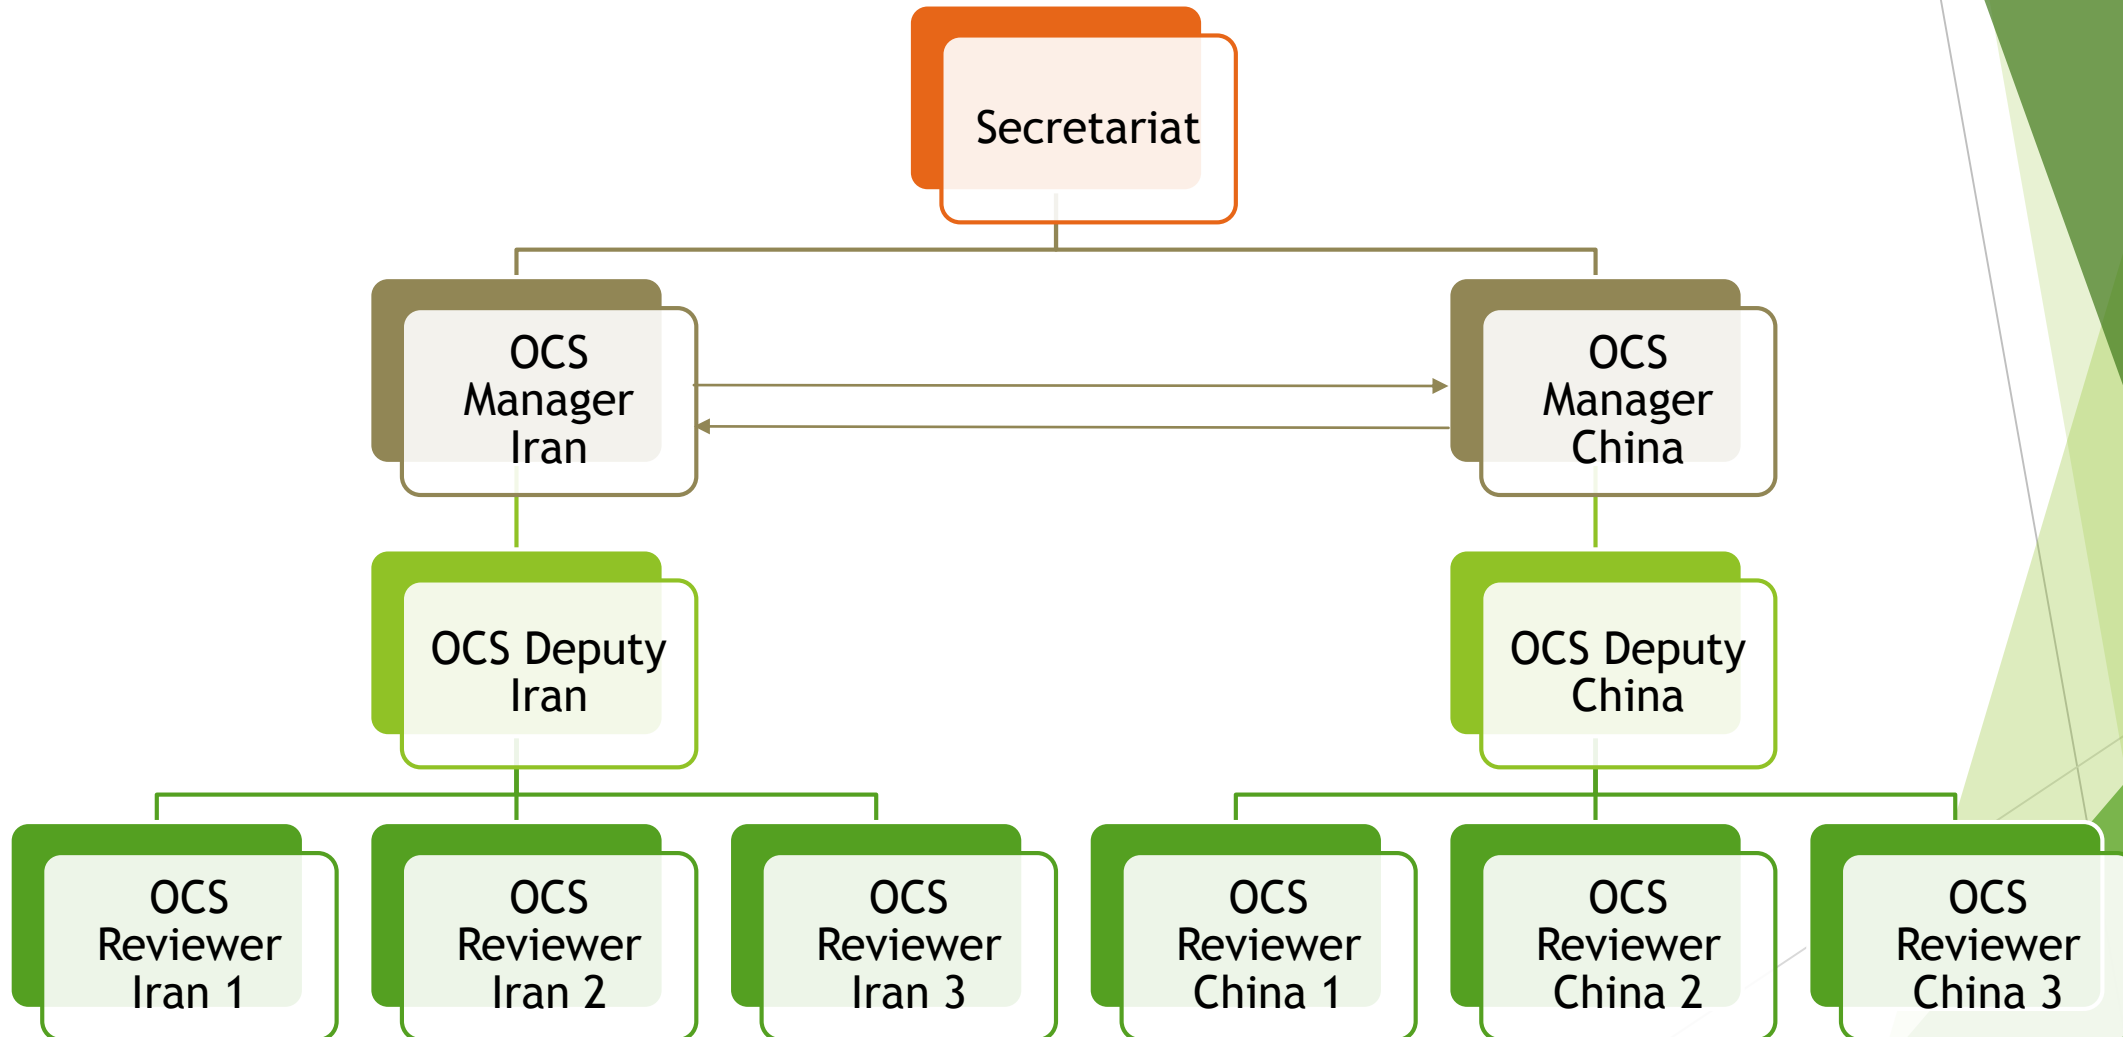 Secretariat
OCS
Manager
Iran
OCS
Manager
China
OCS Deputy
Iran
OCS Deputy
China
OCS
Reviewer
Iran 1
OCS
Reviewer
Iran 2
OCS
Reviewer
Iran 3
OCS
Reviewer
China 1
OCS
Reviewer
China 2
OCS
Reviewer
China 3